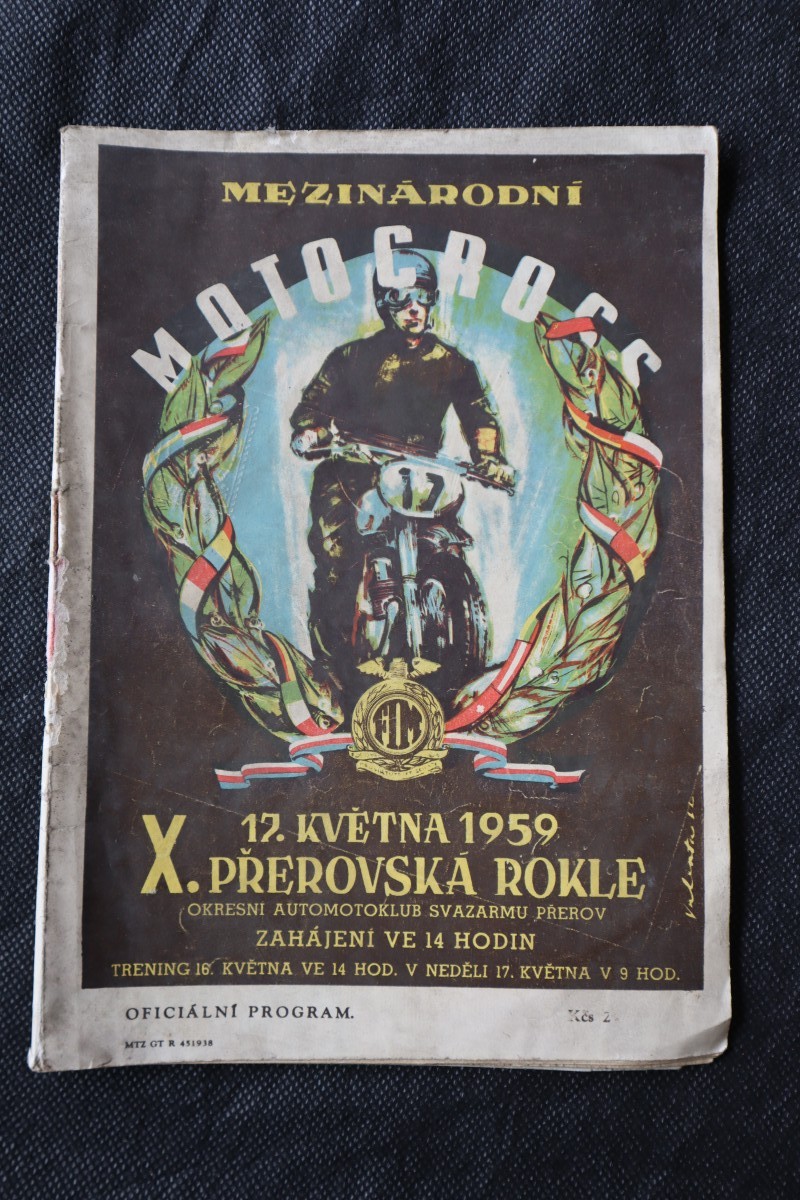 MEZINÁRODNÍ
MOTOCROSS
17
FIM
17. KVĚTNA 1959
X. PŘEROVSKÁ ROKLE
OKRESNÍ AUTOMOTOKLUB SVAZARMU PŘEROV
ZAHÁJENÍ VE 14 HODIN
TRENING 16. KVĚTNA VE 14 HOD. V NEDĚLI 17. KVĚTNA V 9 HOD.
OFICIÁLNÍ PROGRAM.
Kčs 2
MTZ GT R 451938